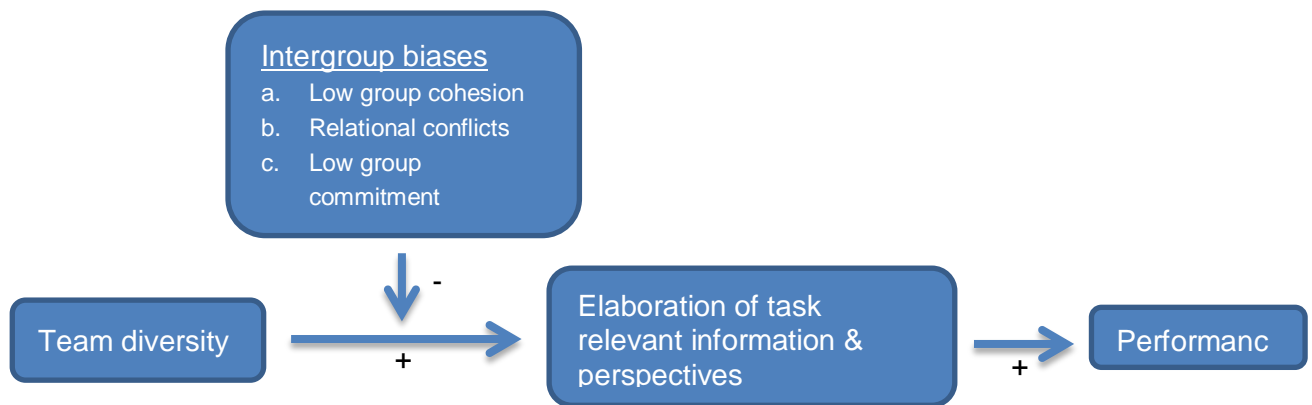 Intergroup biases
a. Low group cohesion
b. Relational conflicts
c. Low group
commitment
-
Team diversity
+
Elaboration of task
relevant information &
perspectives
+
Performanc